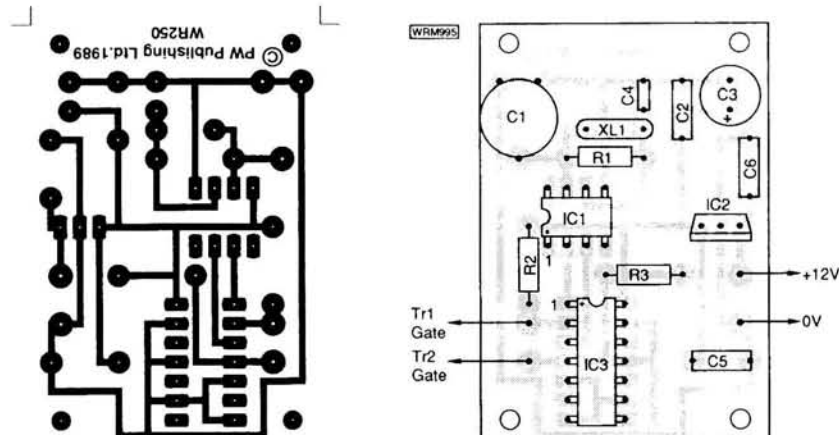 WR250
© PW Publishing Ltd.1989
WRM995
C1
C4
C2
C3
+
XL1
R1
C6
IC1
IC2
1
R2
R3
+12V
1
Tr1
Gate
0V
Tr2
Gate
IC3
C5